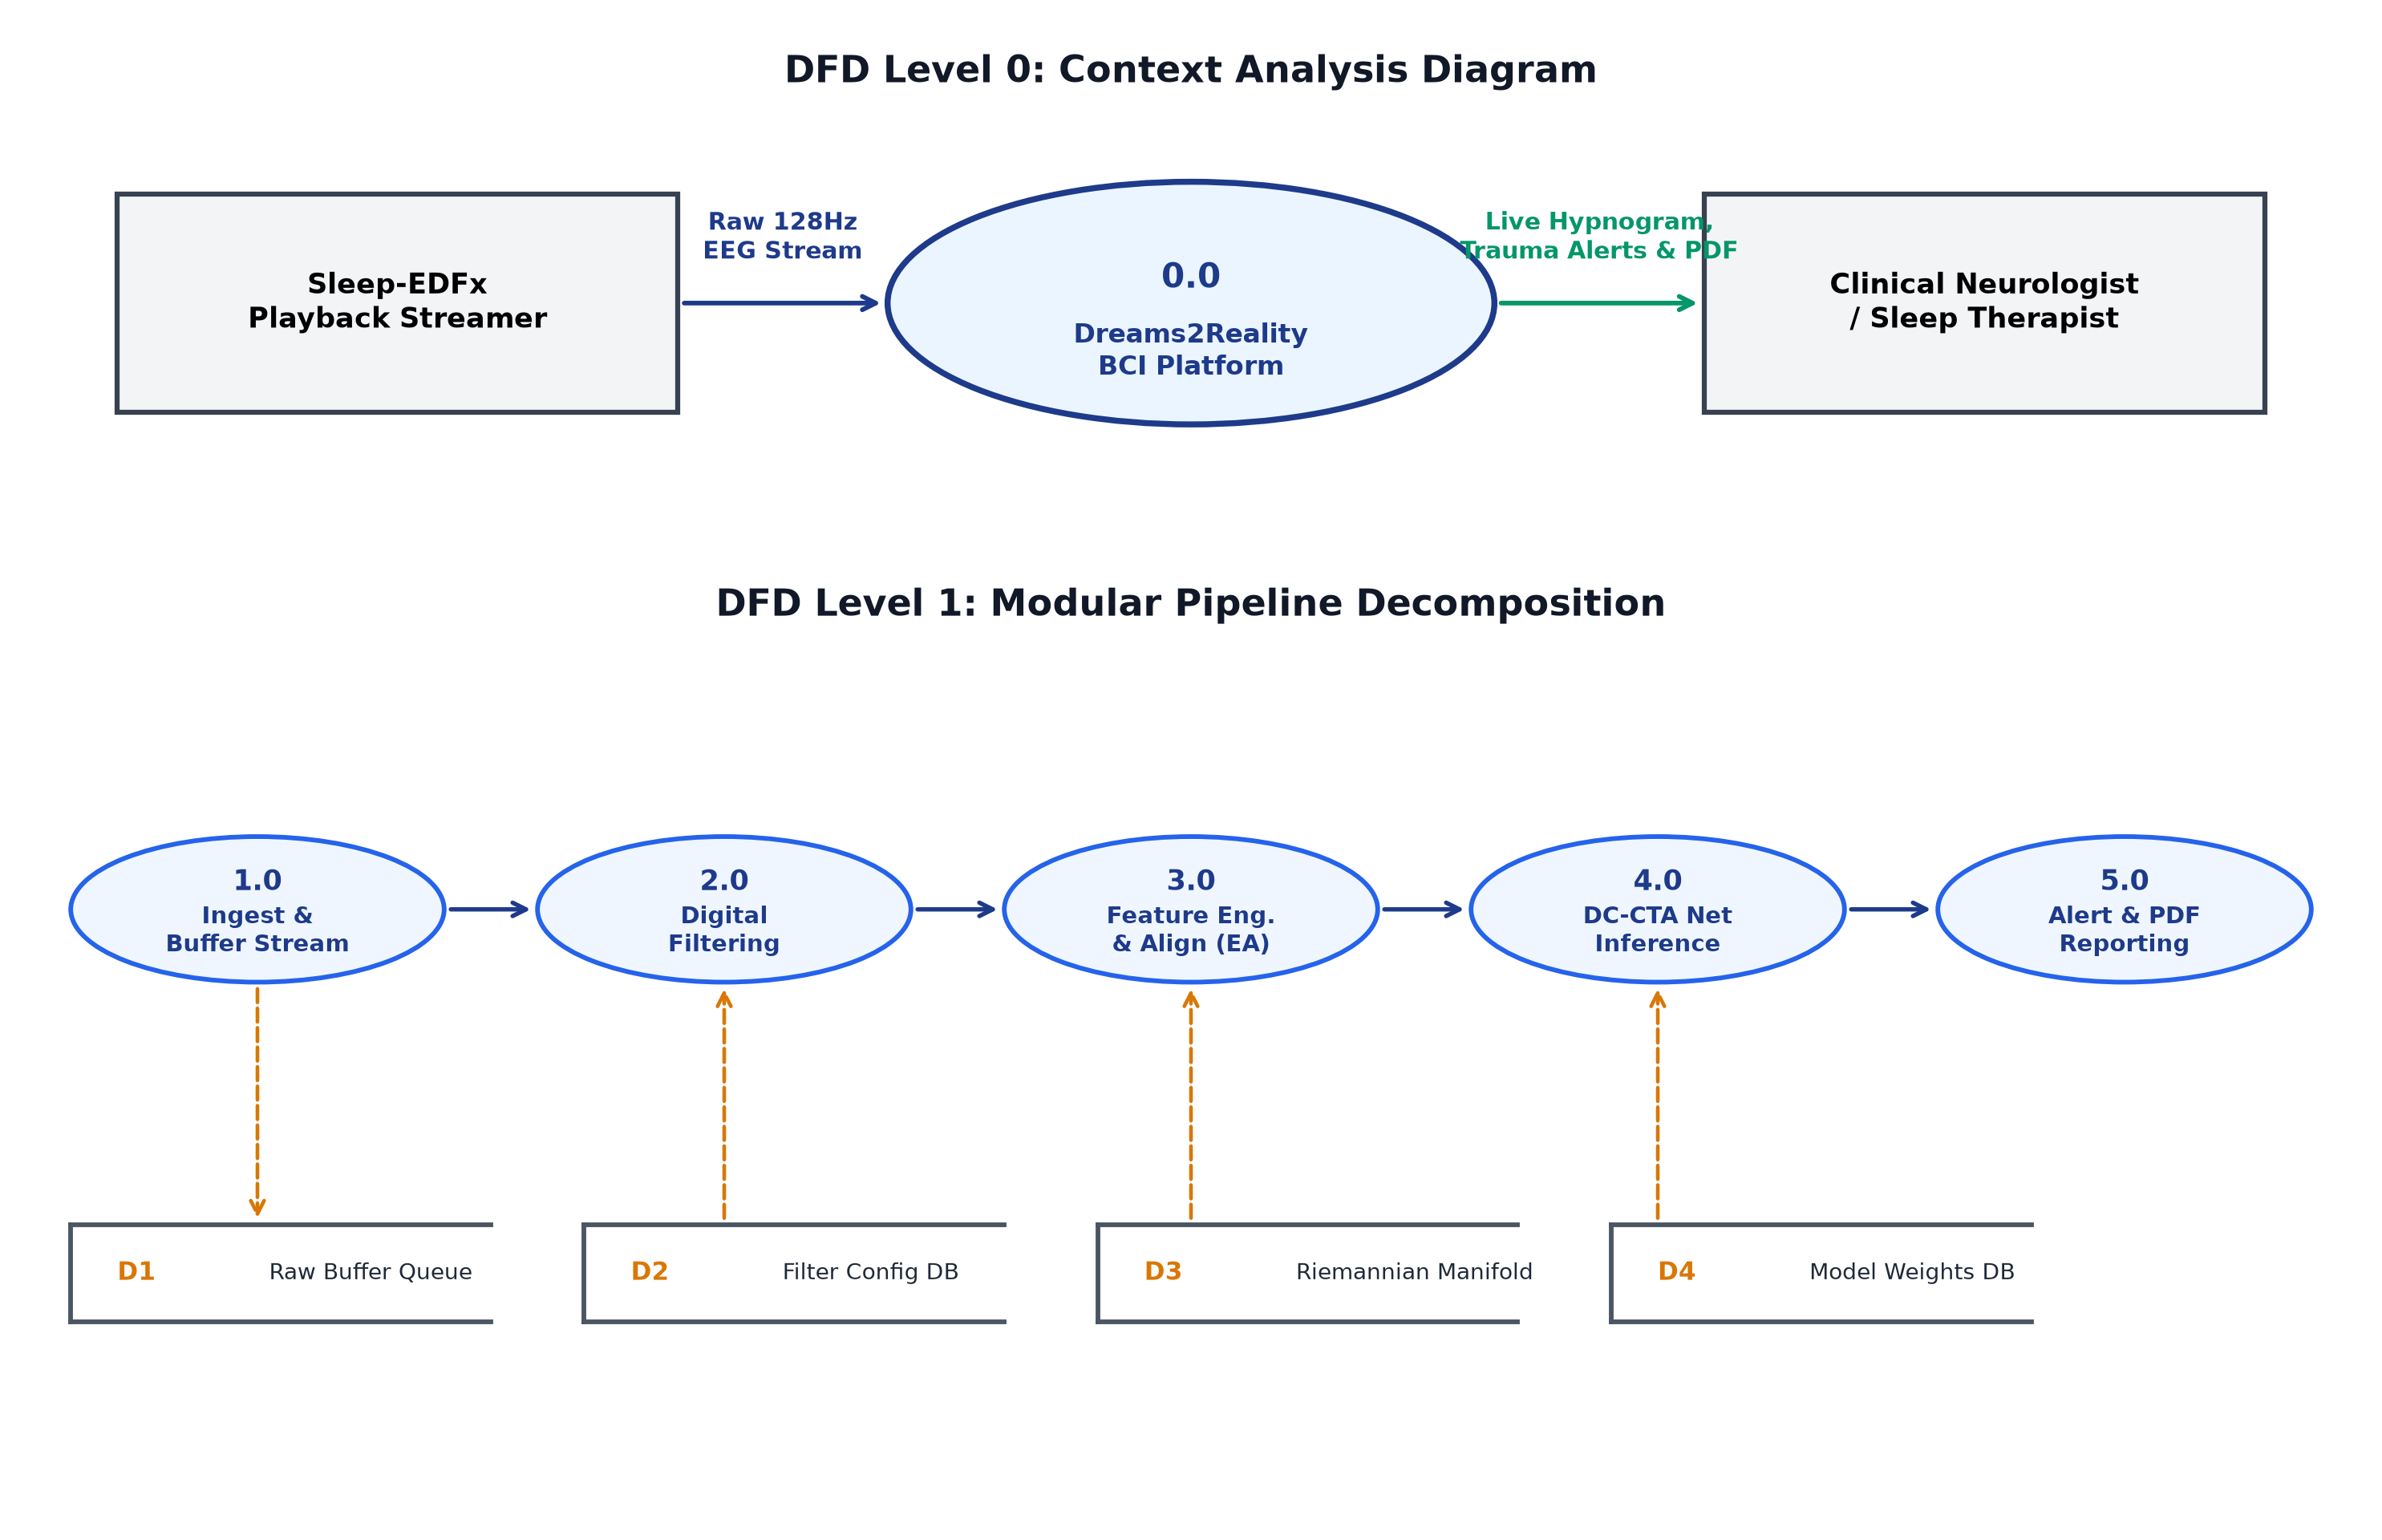 DFD Level 0: Context Analysis Diagram
Sleep-EDFx
Playback Streamer
Raw 128Hz
EEG Stream
0.0
Dreams2Reality
BCI Platform
Live Hypnogram,
Trauma Alerts & PDF
Clinical Neurologist
/ Sleep Therapist
DFD Level 1: Modular Pipeline Decomposition
1.0
Ingest &
Buffer Stream
2.0
Digital
Filtering
3.0
Feature Eng.
& Align (EA)
4.0
DC-CTA Net
Inference
5.0
Alert & PDF
Reporting
D1 Raw Buffer Queue
D2 Filter Config DB
D3 Riemannian Manifold
D4 Model Weights DB